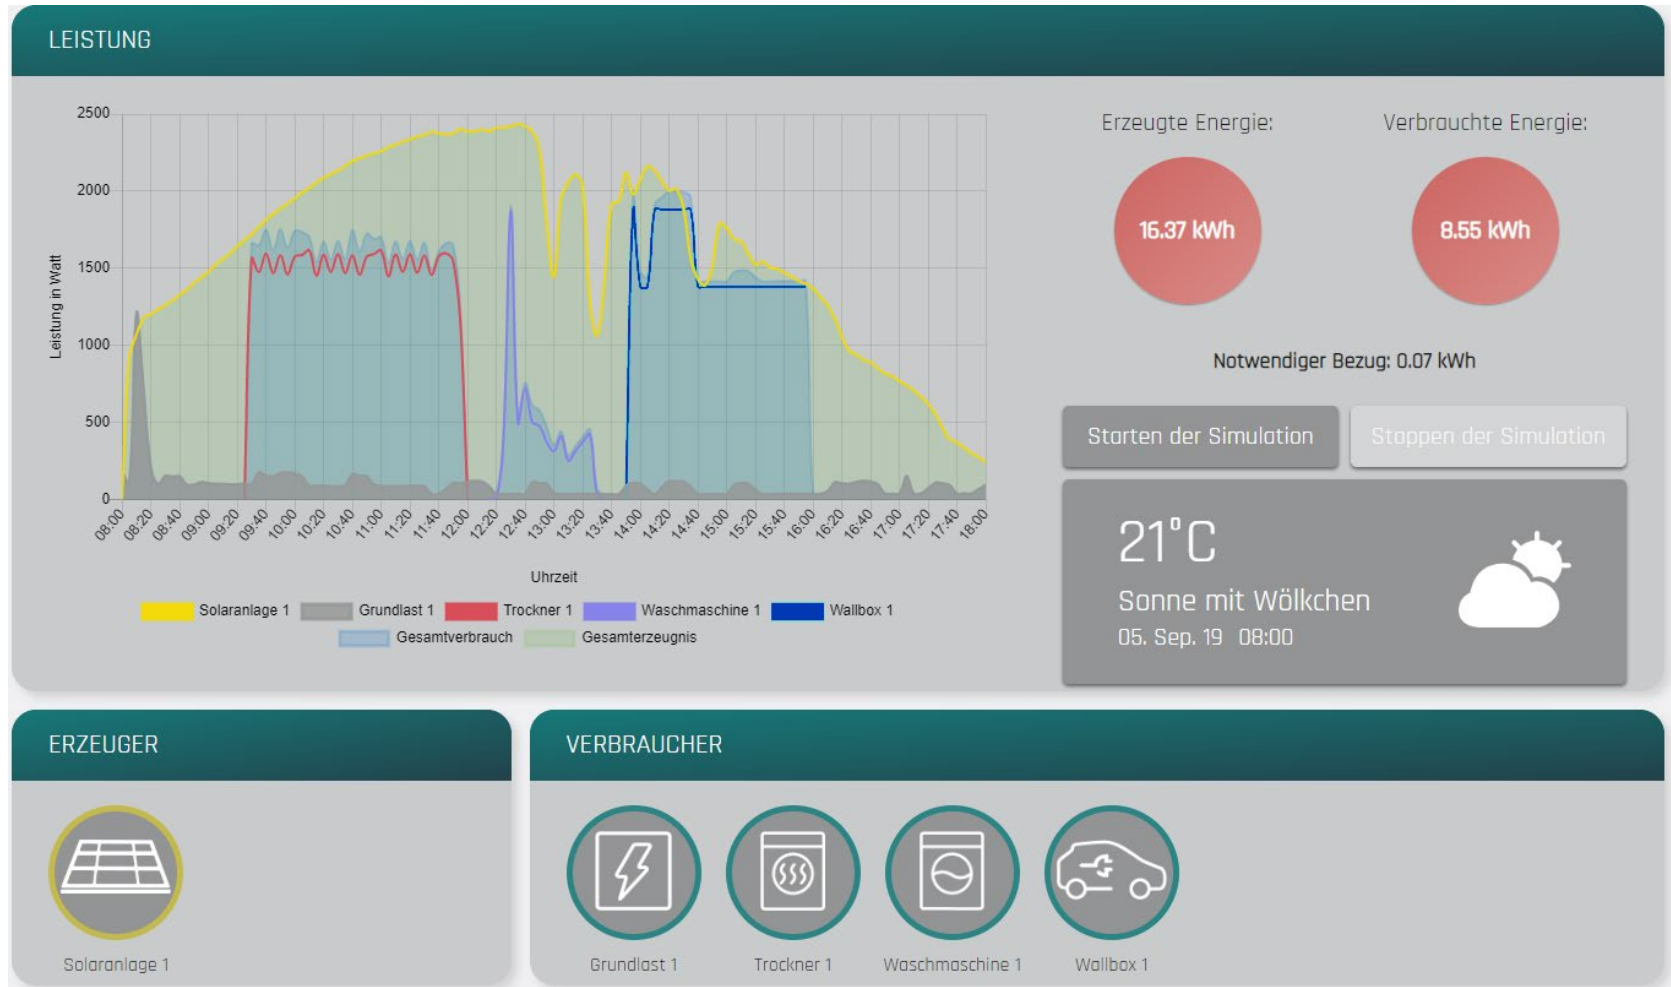 LEISTUNG
2500
2000
1500
1000
500
0
Leistung in Watt
08:00 08:20 08:40 09:00 09:20 09:40 10:00 10:20 10:40 11:00 11:20 11:40 12:00 12:20 12:40 13:00 13:20 13:40 14:00 14:20 14:40 15:00 15:20 15:40 16:00 16:20 16:40 17:00 17:20 17:40 18:00
Uhrzeit
Solaranlage 1 Grundlast 1 Trockner 1 Waschmaschine 1 Wallbox 1
Gesamtverbrauch Gesamterzeugnis
Erzeugte Energie: Verbrauchte Energie:
16.37 kWh 8.55 kWh
Notwendiger Bezug: 0.07 kWh
Starten der Simulation Stoppen der Simulation
21°C
Sonne mit Wölkchen
05. Sep. 19 08:00
ERZEUGER
Solaranlage 1
VERBRAUCHER
Grundlast 1 Trockner 1 Waschmaschine 1 Wallbox 1